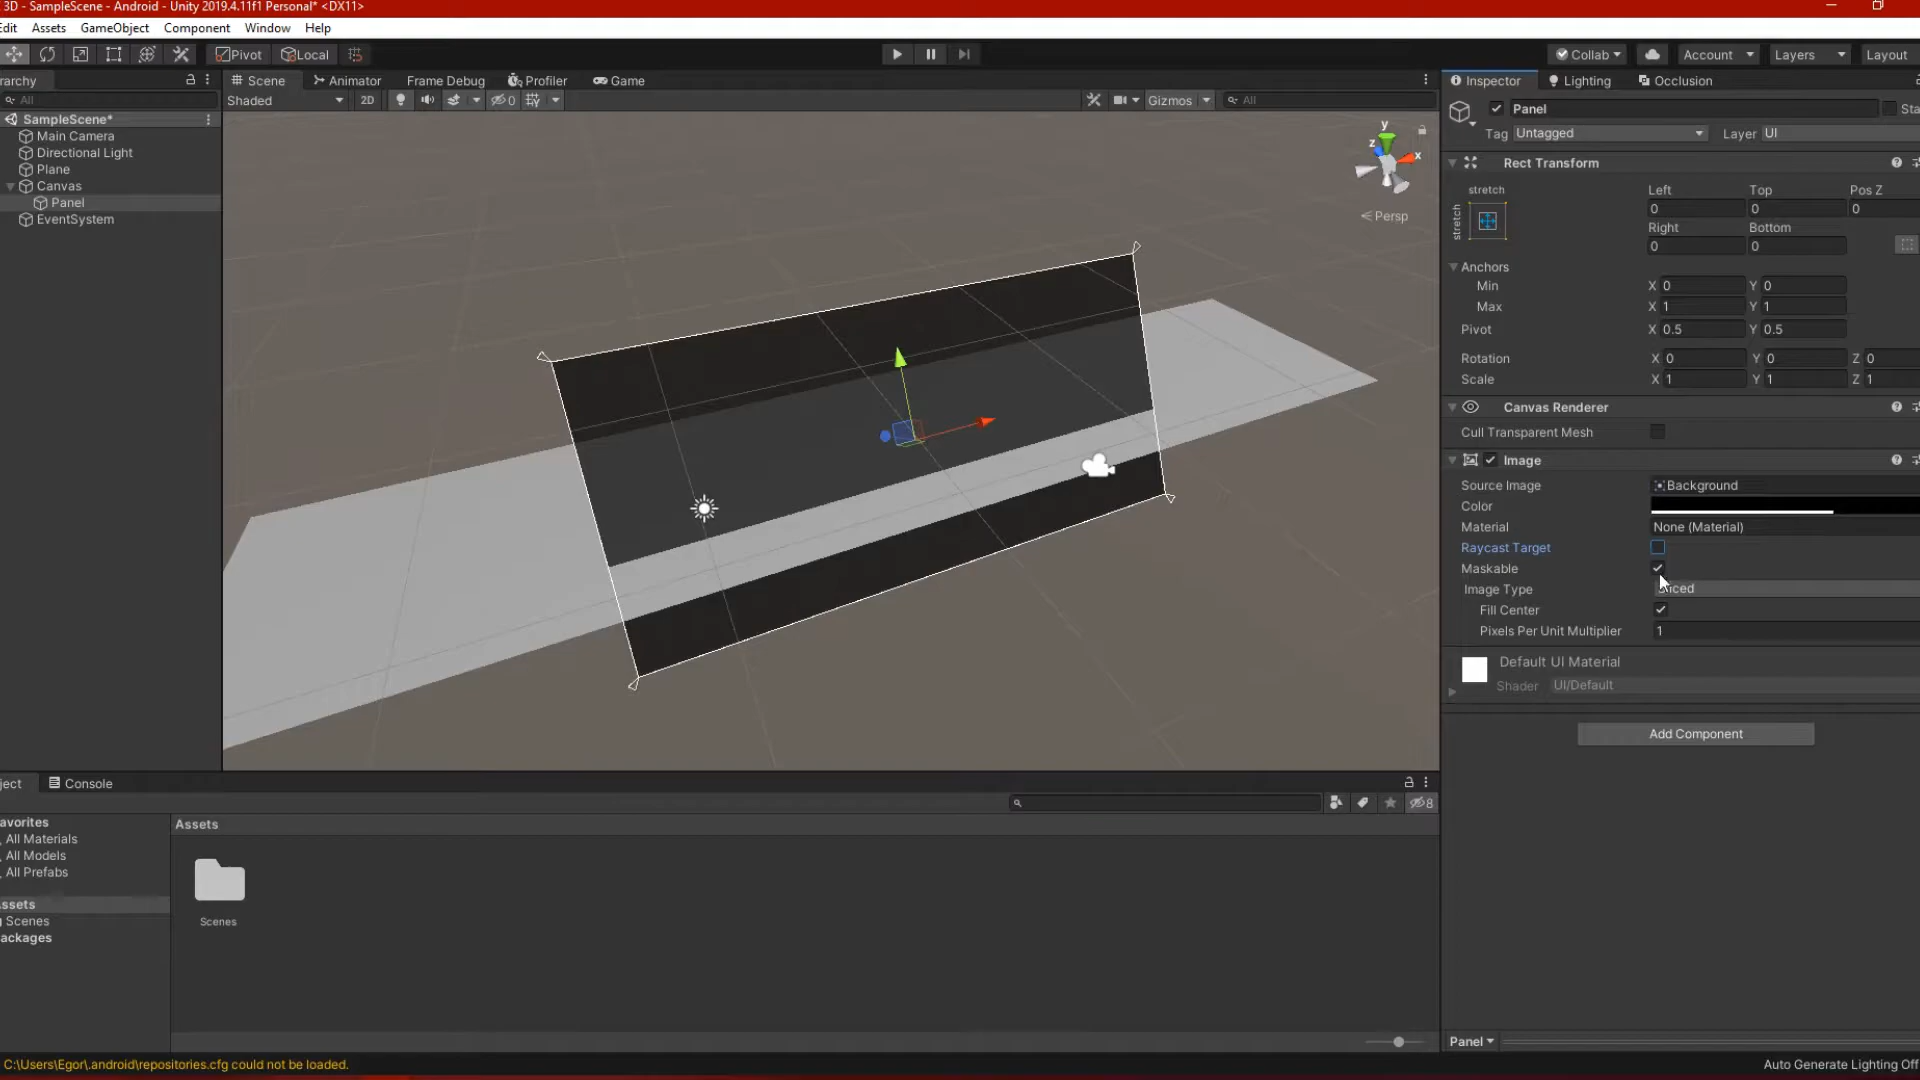 3D - SampleScene - Android - Unity 2019.4.11f1 Personal* <DX11>
Edit Assets GameObject Component Window Help
Pivot Local Collab Account Layers Layout
rarchy Scene Animator Frame Debug Profiler Game Inspector Lighting Occlusion
All Shaded 2D 0 Gizmos All
SampleScene*
Main Camera
Directional Light
Plane
Canvas
Panel
EventSystem
y
z
x
Persp
Panel Sta
Tag Untagged Layer UI
Rect Transform
stretch Left Top Pos Z
stretch 0 0 0
Right Bottom
0 0
Anchors
Min X 0 Y 0
Max X 1 Y 1
Pivot X 0.5 Y 0.5
Rotation X 0 Y 0 Z 0
Scale X 1 Y 1 Z 1
Canvas Renderer
Cull Transparent Mesh
Image
Source Image Background
Color
Material None (Material)
Raycast Target
Maskable
Image Type iced
Fill Center
Pixels Per Unit Multiplier 1
Default UI Material
Shader UI/Default
Add Component
ject Console
8
avorites
All Materials
All Models
All Prefabs
ssets
Scenes
ackages
Assets
Scenes
Panel
C:\Users\Egor\.android\repositories.cfg could not be loaded.
Auto Generate Lighting Off